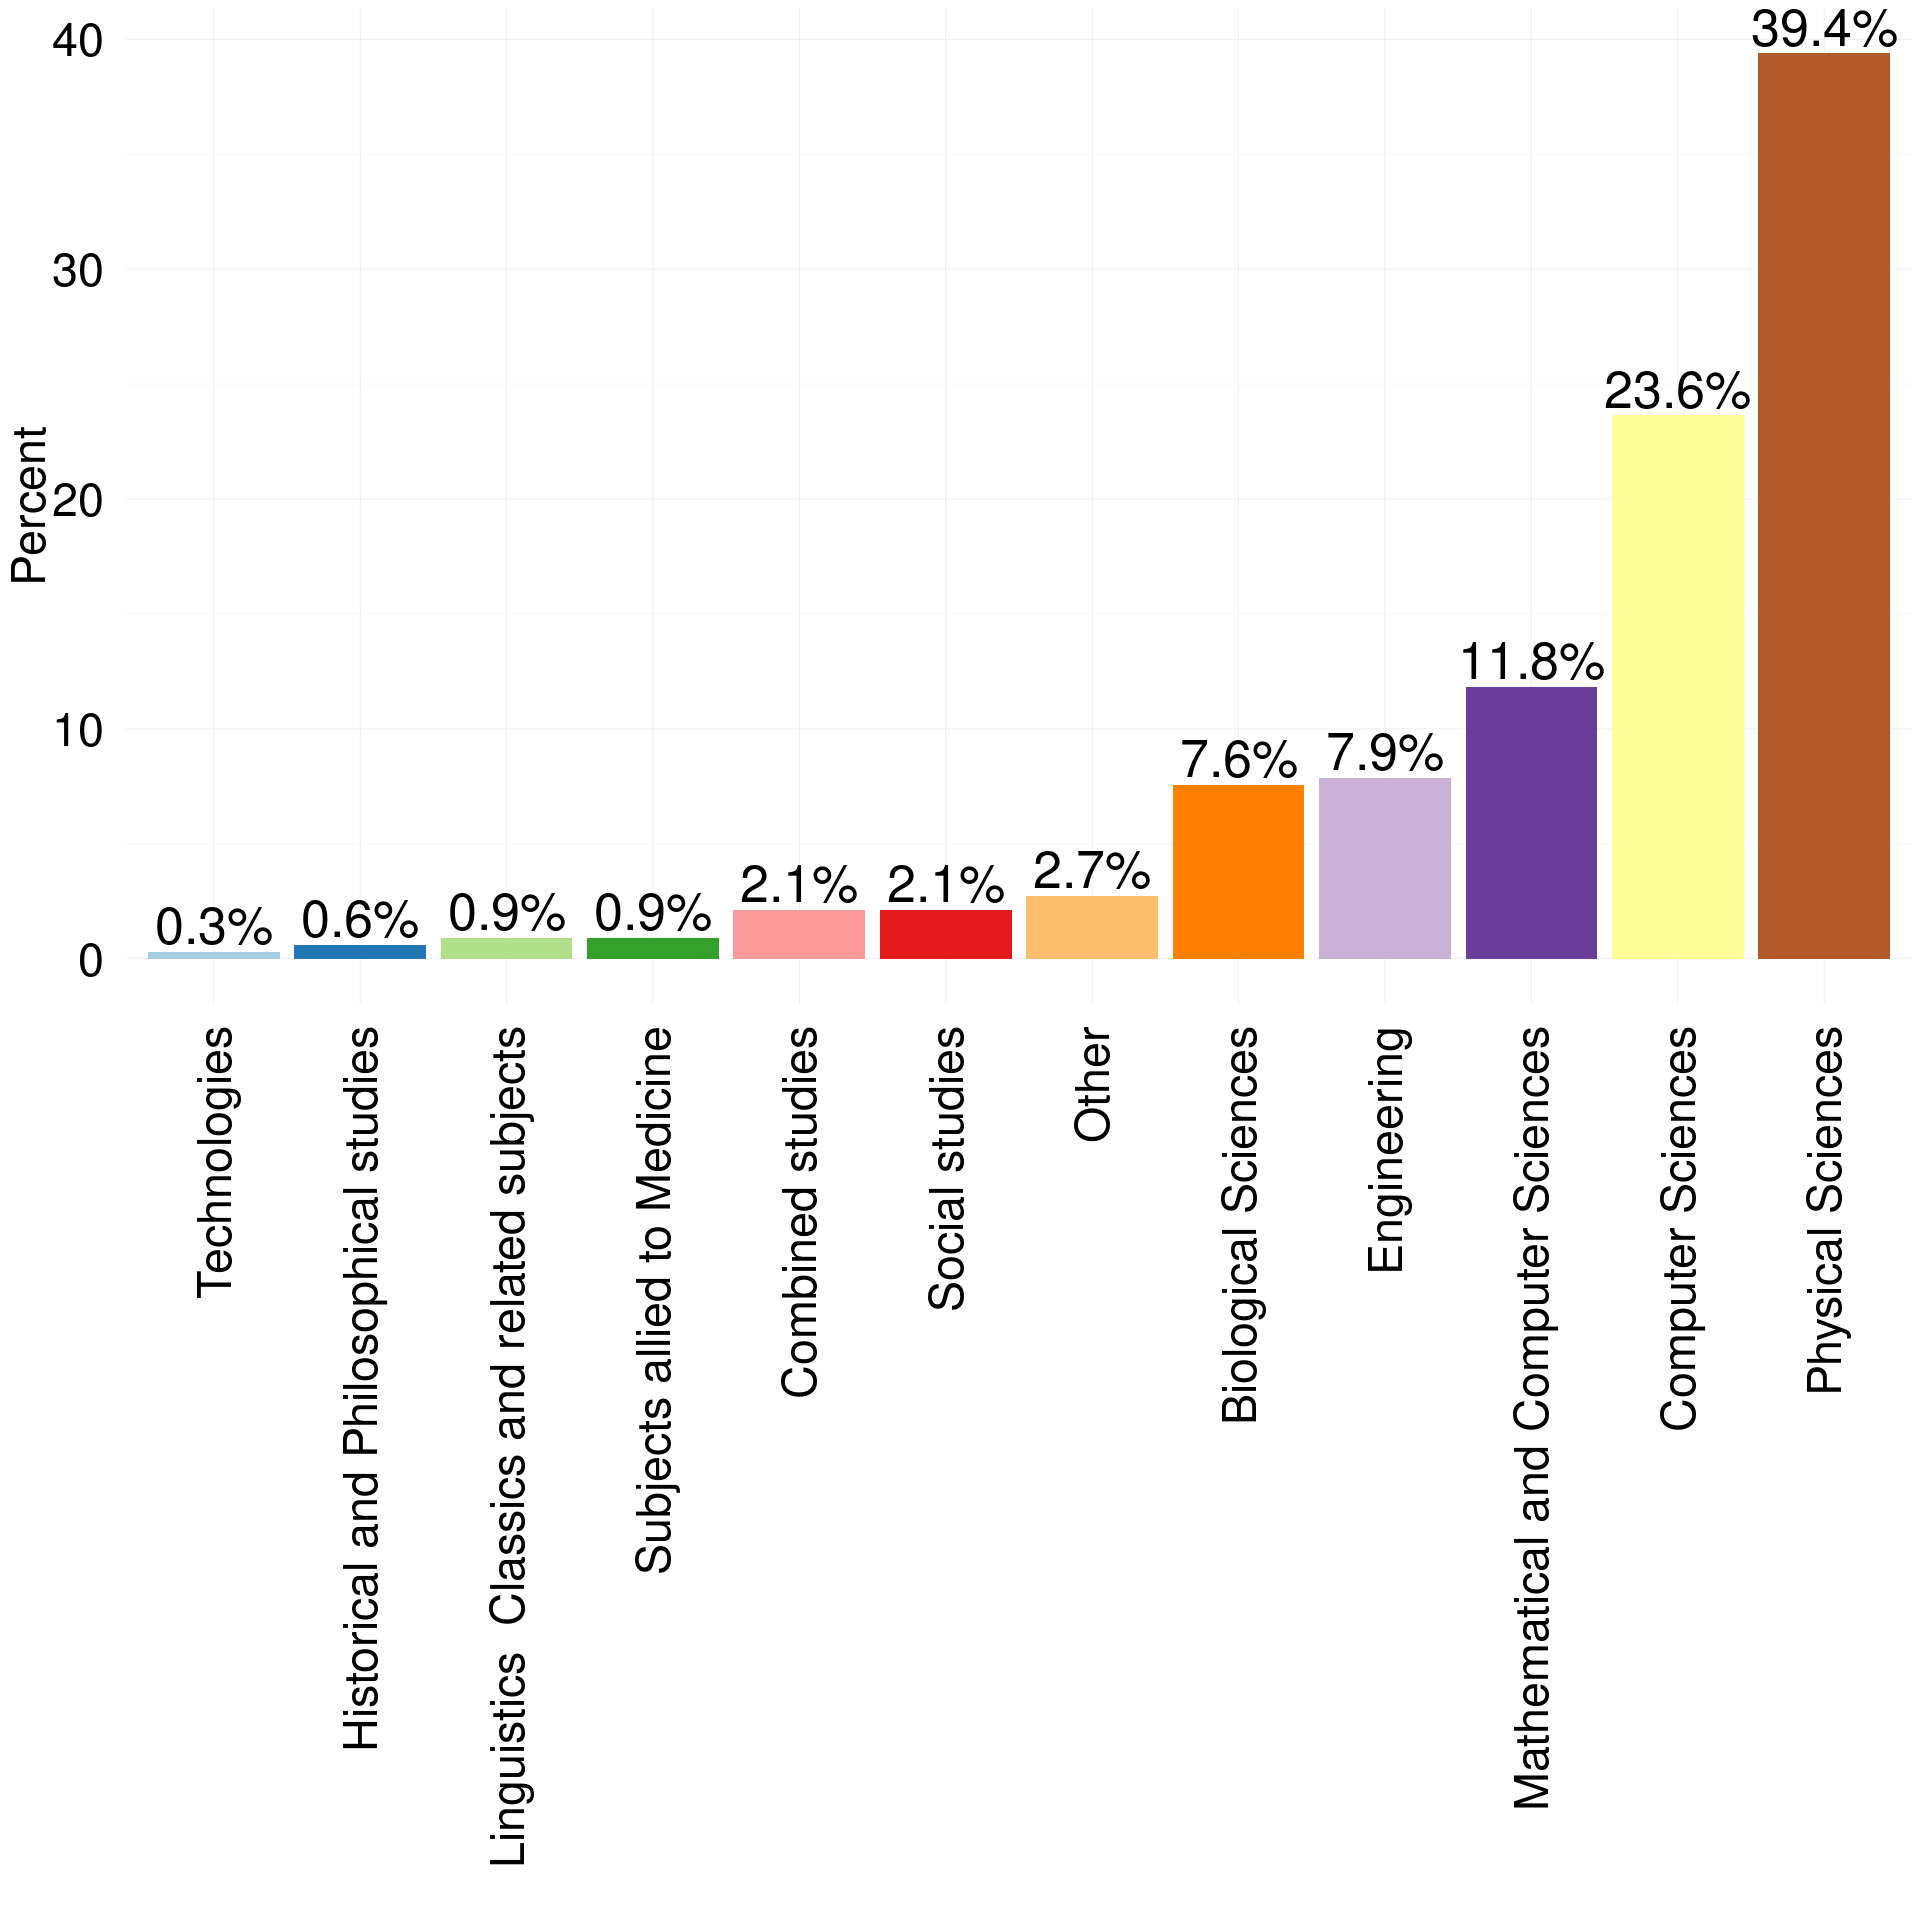 Percent
40
30
20
10
0
0.3%
0.6%
0.9%
0.9%
2.1%
2.1%
2.7%
7.6%
7.9%
11.8%
23.6%
39.4%
Technologies
Historical and Philosophical studies
Linguistics  Classics and related subjects
Subjects allied to Medicine
Combined studies
Social studies
Other
Biological Sciences
Engineering
Mathematical and Computer Sciences
Computer Sciences
Physical Sciences